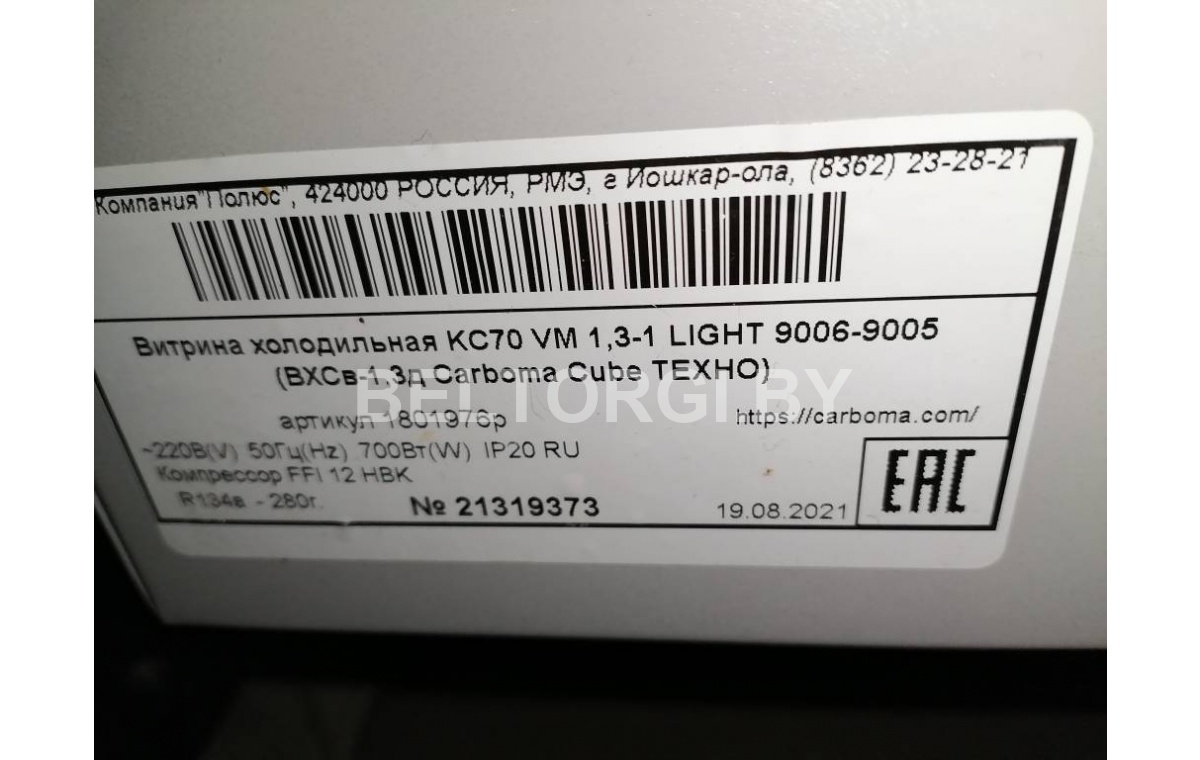 Компания"Полюс", 424000 РОССИЯ, РМЭ, г Йошкар-ола, (8362) 23-28-21
Витрина холодильная KC70 VM 1,3-1 LIGHT 9006-9005
(ВХСв-1,3д Carboma Cube ТЕХНО)
BELTORGI BY
артикул 1801976р
https://carboma.com/
~220В(V) 50Гц(Hz) 700Вт(W) IP20 RU
Компрессор FFI 12 HBK
R134в - 280г.
№ 21319373
19.08.2021
EAC